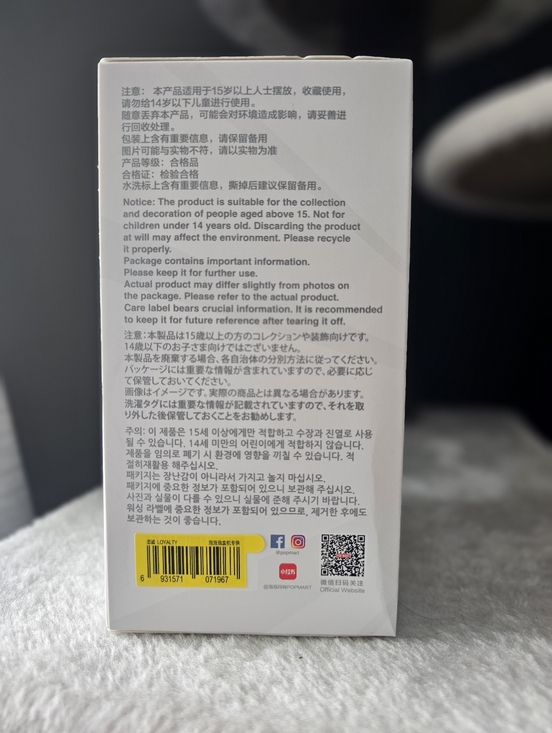 注意： 本产品适用于15岁以上人士摆放，收藏使用，
请勿给14岁以下儿童进行使用。
随意丢弃本产品，可能会对环境造成影响，请妥善进
行回收处理。
包装上含有重要信息，请保留备用
图片可能与实物不符，请以实物为准
产品等级：合格品
合格证：检验合格
水洗标上含有重要信息，撕掉后建议保留备用。
Notice: The product is suitable for the collection
and decoration of people aged above 15. Not for
children under 14 years old. Discarding the product
at will may affect the environment. Please recycle
it properly.
Package contains important information.
Please keep it for further use.
Actual product may differ slightly from photos on
the package. Please refer to the actual product.
Care label bears crucial information. It is recommended
to keep it for future reference after tearing it off.
注意:本製品は15歳以上の方のコレクションや装飾向けです。
14歳以下のお子さま向けではございません。
本製品を廃棄する場合、各自治体の分別方法に従ってください。
パッケージには重要な情報が含まれていますので、必要に応じ
て保管しておいてください。
画像はイメージです。実際の商品とは異なる場合があります。
洗濯タグには重要な情報が記載されていますので、それを取
り外した後保管しておくことをお勧めします。
주의: 이 제품은 15세 이상에게만 적합하고 수장과 진열로 사용
될 수 있습니다. 14세 미만의 어린이에게 적합하지 않습니다.
제품을 임의로 폐기 시 환경에 영향을 끼칠 수 있습니다. 적
절히재활용 해주십시오.
패키지는 장난감이 아니라서 가지고 놀지 마십시오.
패키지에 중요한 정보가 포함되어 있으니 보관해 주십시오.
사진과 실물이 다를 수 있으니 실물에 준해 주시기 바랍니다.
워싱 라벨에 중요한 정보가 포함되어 있으므로, 제거한 후에도
보관하는 것이 좋습니다.
LOYALTY
6 931571 071967
@popmart
小红书
@泡泡玛特POPMART
微信扫码关注
Official Website